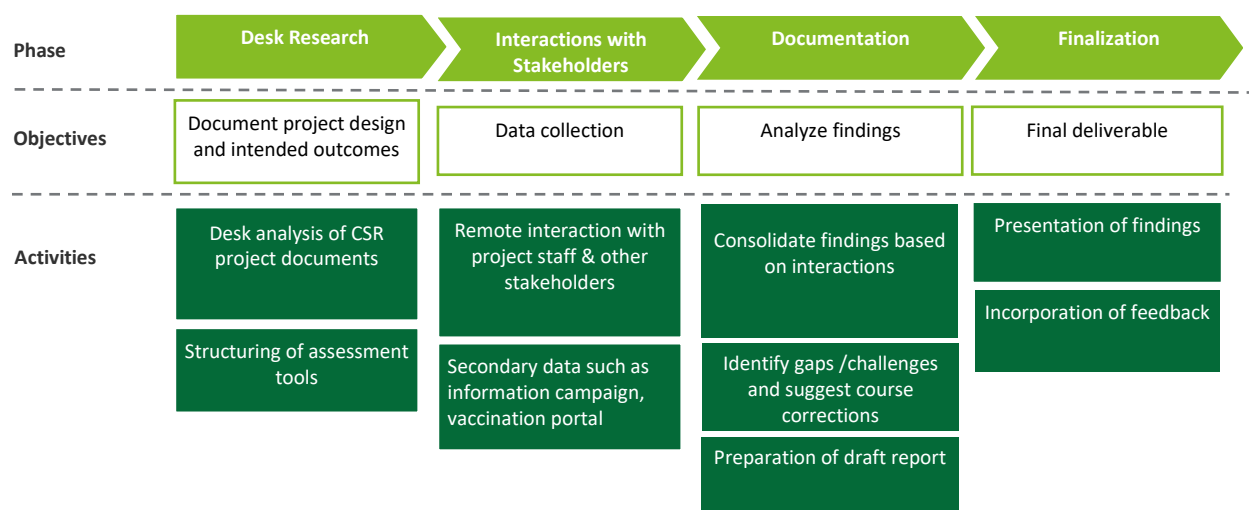 Phase
Desk Research
Interactions with
Stakeholders
Documentation
Finalization
Objectives
Document project design
and intended outcomes
Data collection
Analyze findings
Final deliverable
Activities
Desk analysis of CSR
project documents
Structuring of assessment
tools
Remote interaction with
project staff & other
stakeholders
Secondary data such as
information campaign,
vaccination portal
Consolidate findings based
on interactions
Identify gaps /challenges
and suggest course
corrections
Preparation of draft report
Presentation of findings
Incorporation of feedback